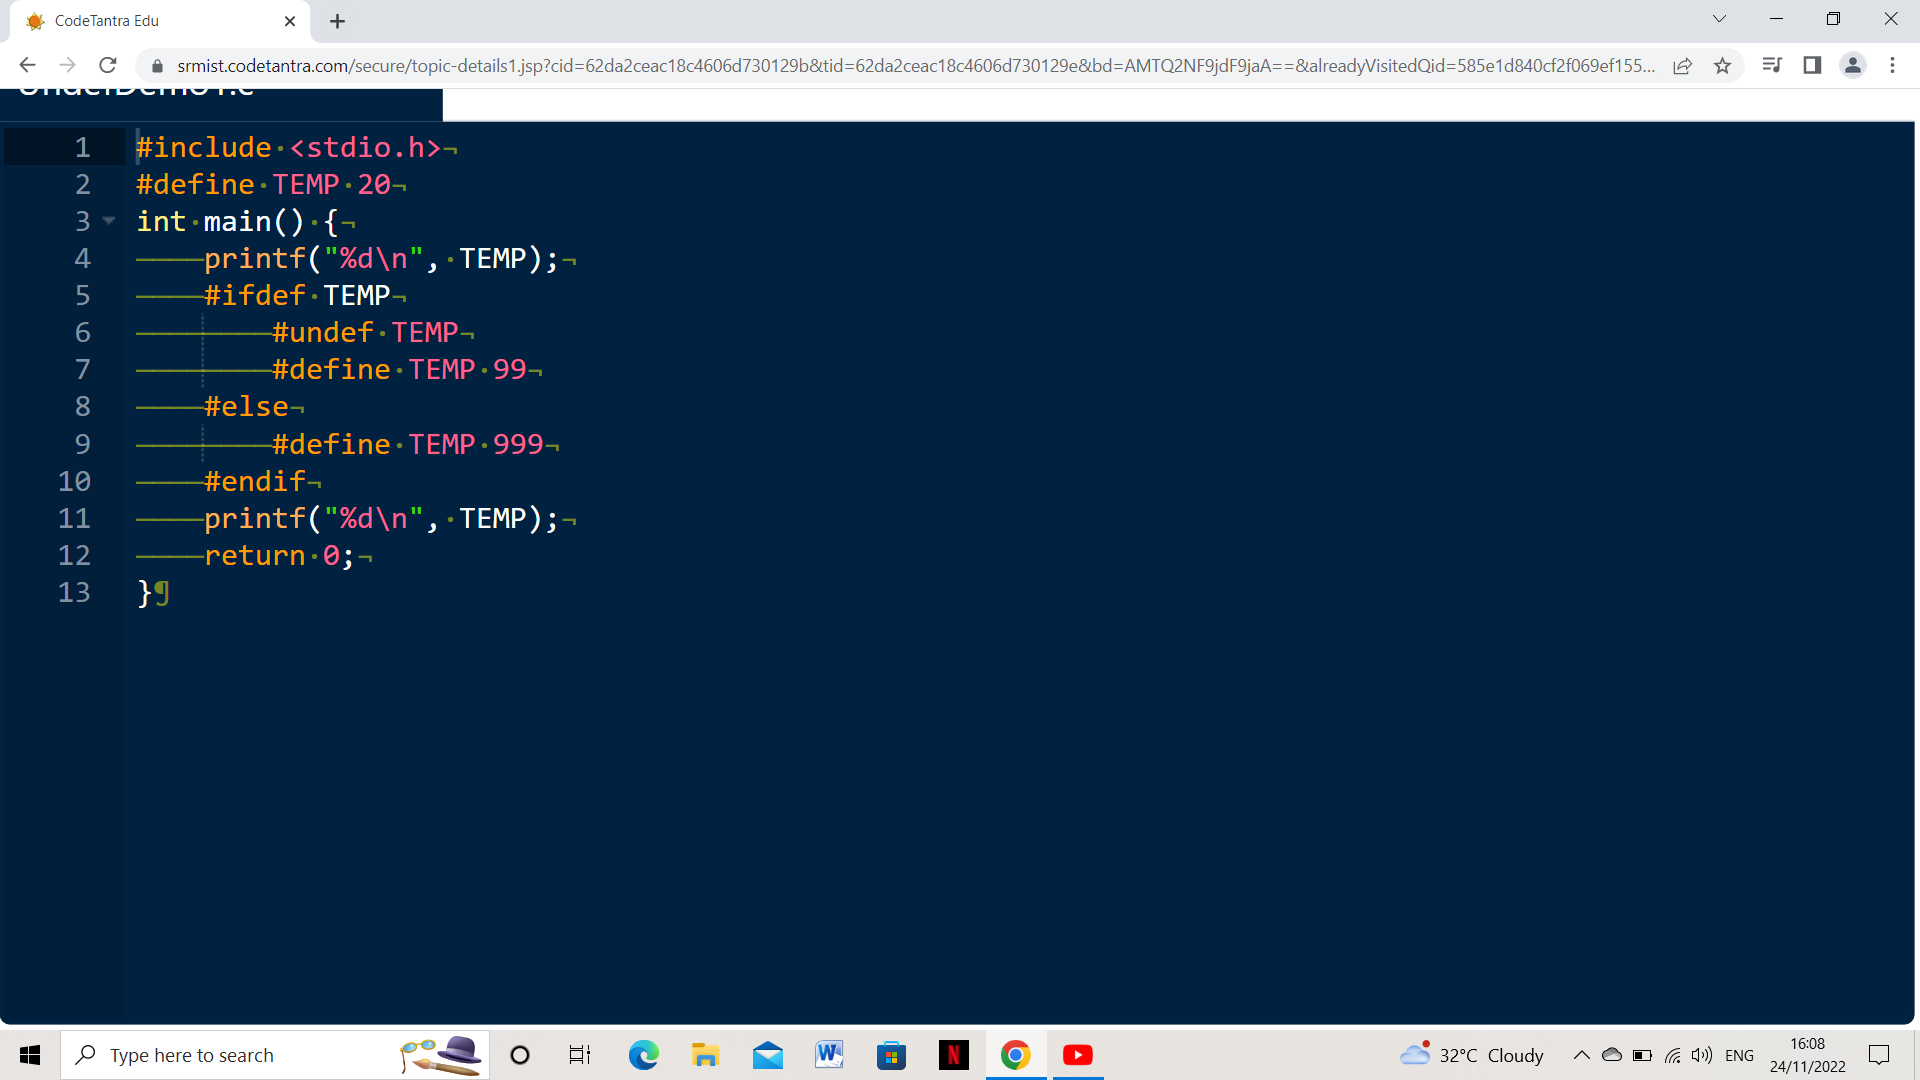 CodeTantra Edu
srmist.codetantra.com/secure/topic-details1.jsp?cid=62da2ceac18c4606d730129b&tid=62da2ceac18c4606d730129e&bd=AMTQ2NF9jdF9jaA==&alreadyVisitedQid=585e1d840cf2f069ef155...
UndefDemo1.c
1 #include <stdio.h>
2 #define TEMP 20
3 int main() {
4 printf("%d\n", TEMP);
5 #ifdef TEMP
6 #undef TEMP
7 #define TEMP 99
8 #else
9 #define TEMP 999
10 #endif
11 printf("%d\n", TEMP);
12 return 0;
13 }
Type here to search
32°C Cloudy
ENG
16:08
24/11/2022